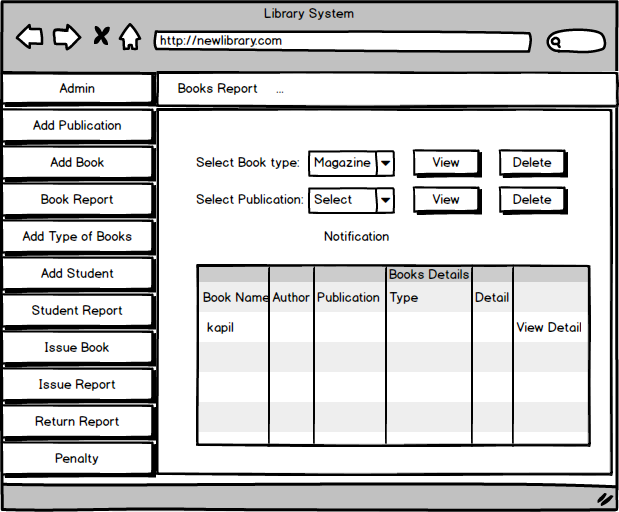 Library System
http://newlibrary.com
Admin
Books Report ...
Add Publication
Add Book
Select Book type: Magazine View Delete
Book Report
Select Publication: Select View Delete
Add Type of Books
Notification
Add Student
Books Details
Book Name Author Publication Type Detail
Student Report
kapil View Detail
Issue Book
Issue Report
Return Report
Penalty